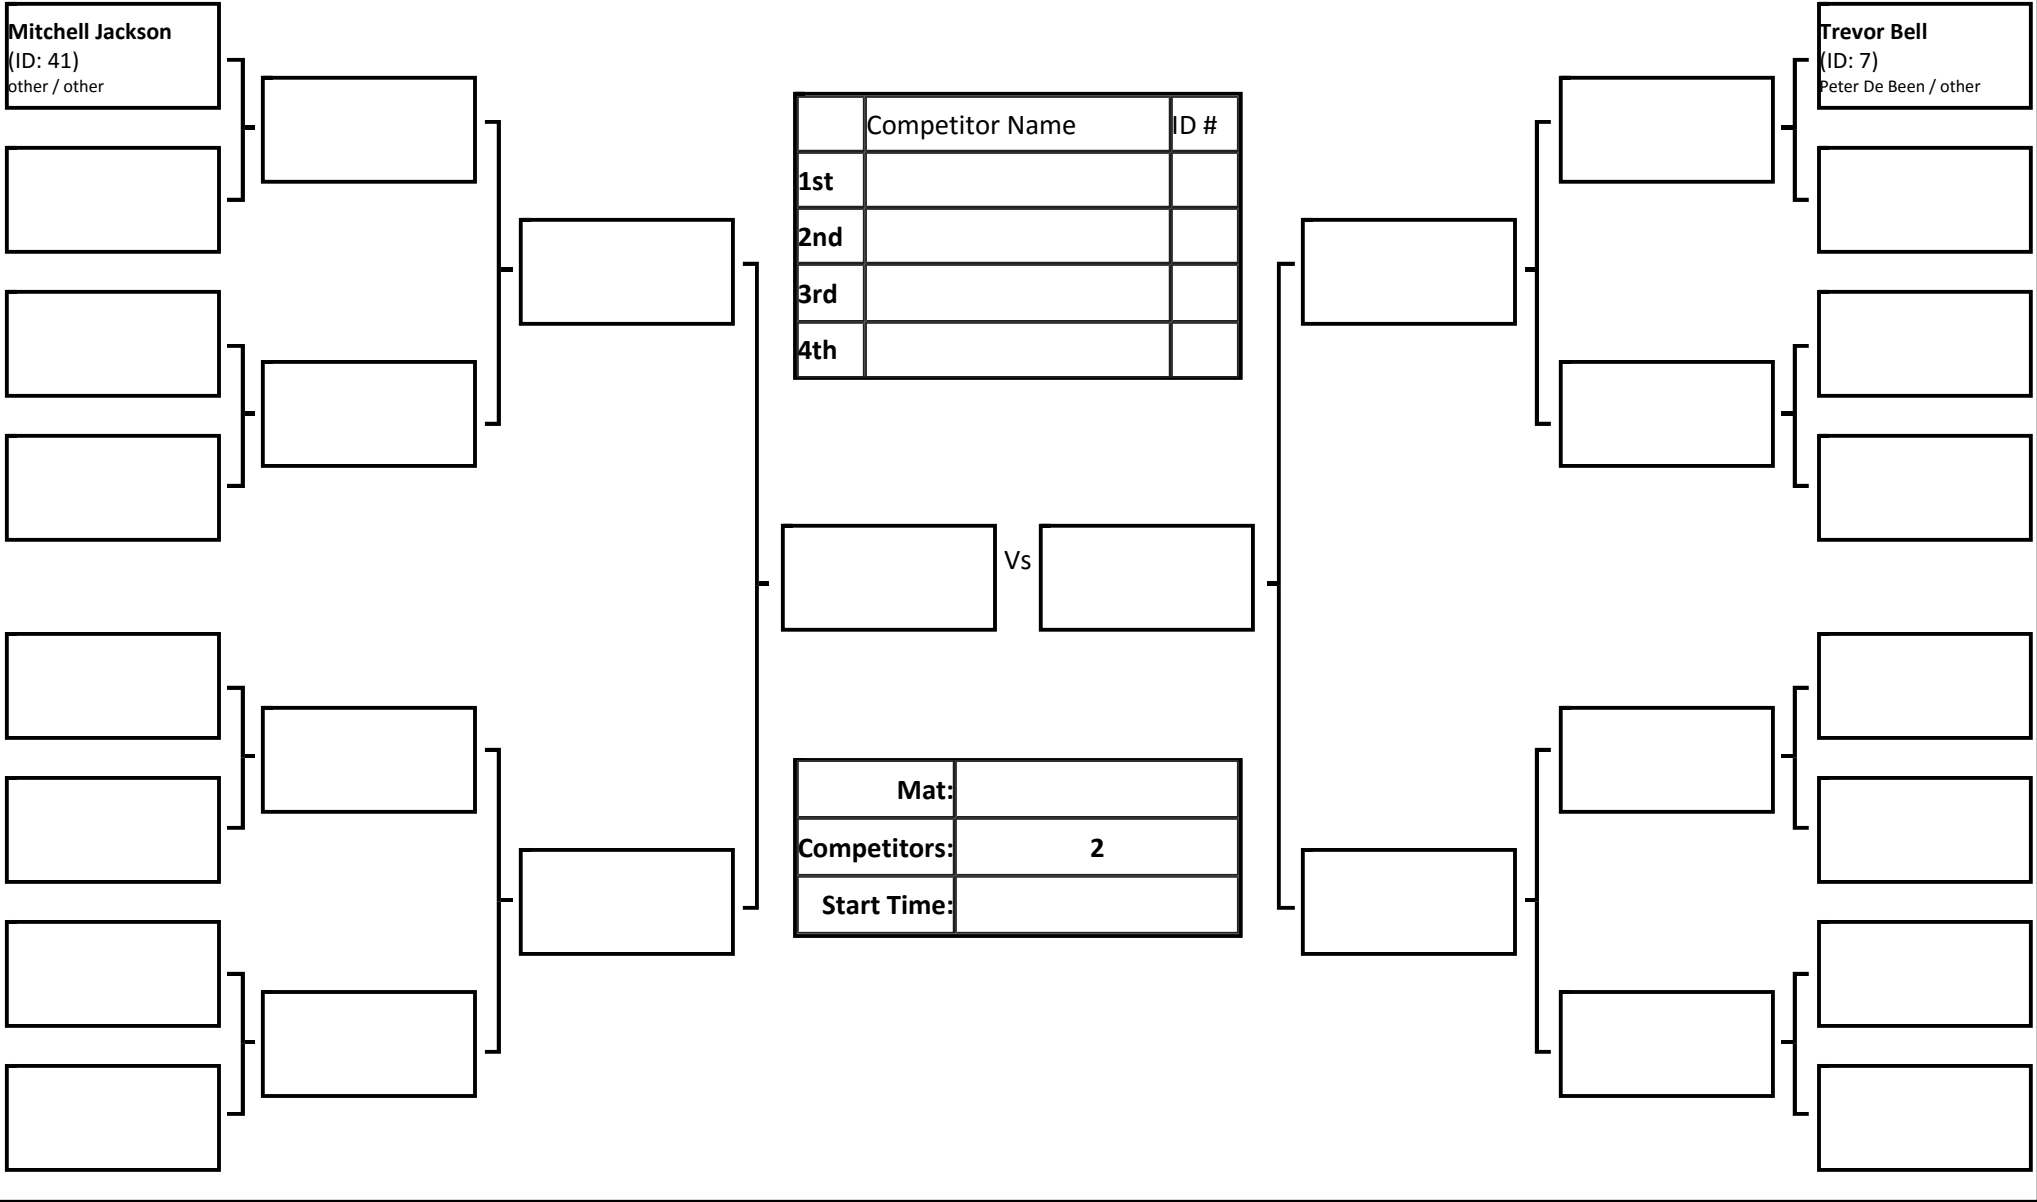 Mitchell Jackson
(ID: 41)
other / other
Trevor Bell
(ID: 7)
Peter De Been / other
Competitor Name ID #
1st
2nd
3rd
4th
Vs
Mat:
Competitors: 2
Start Time: